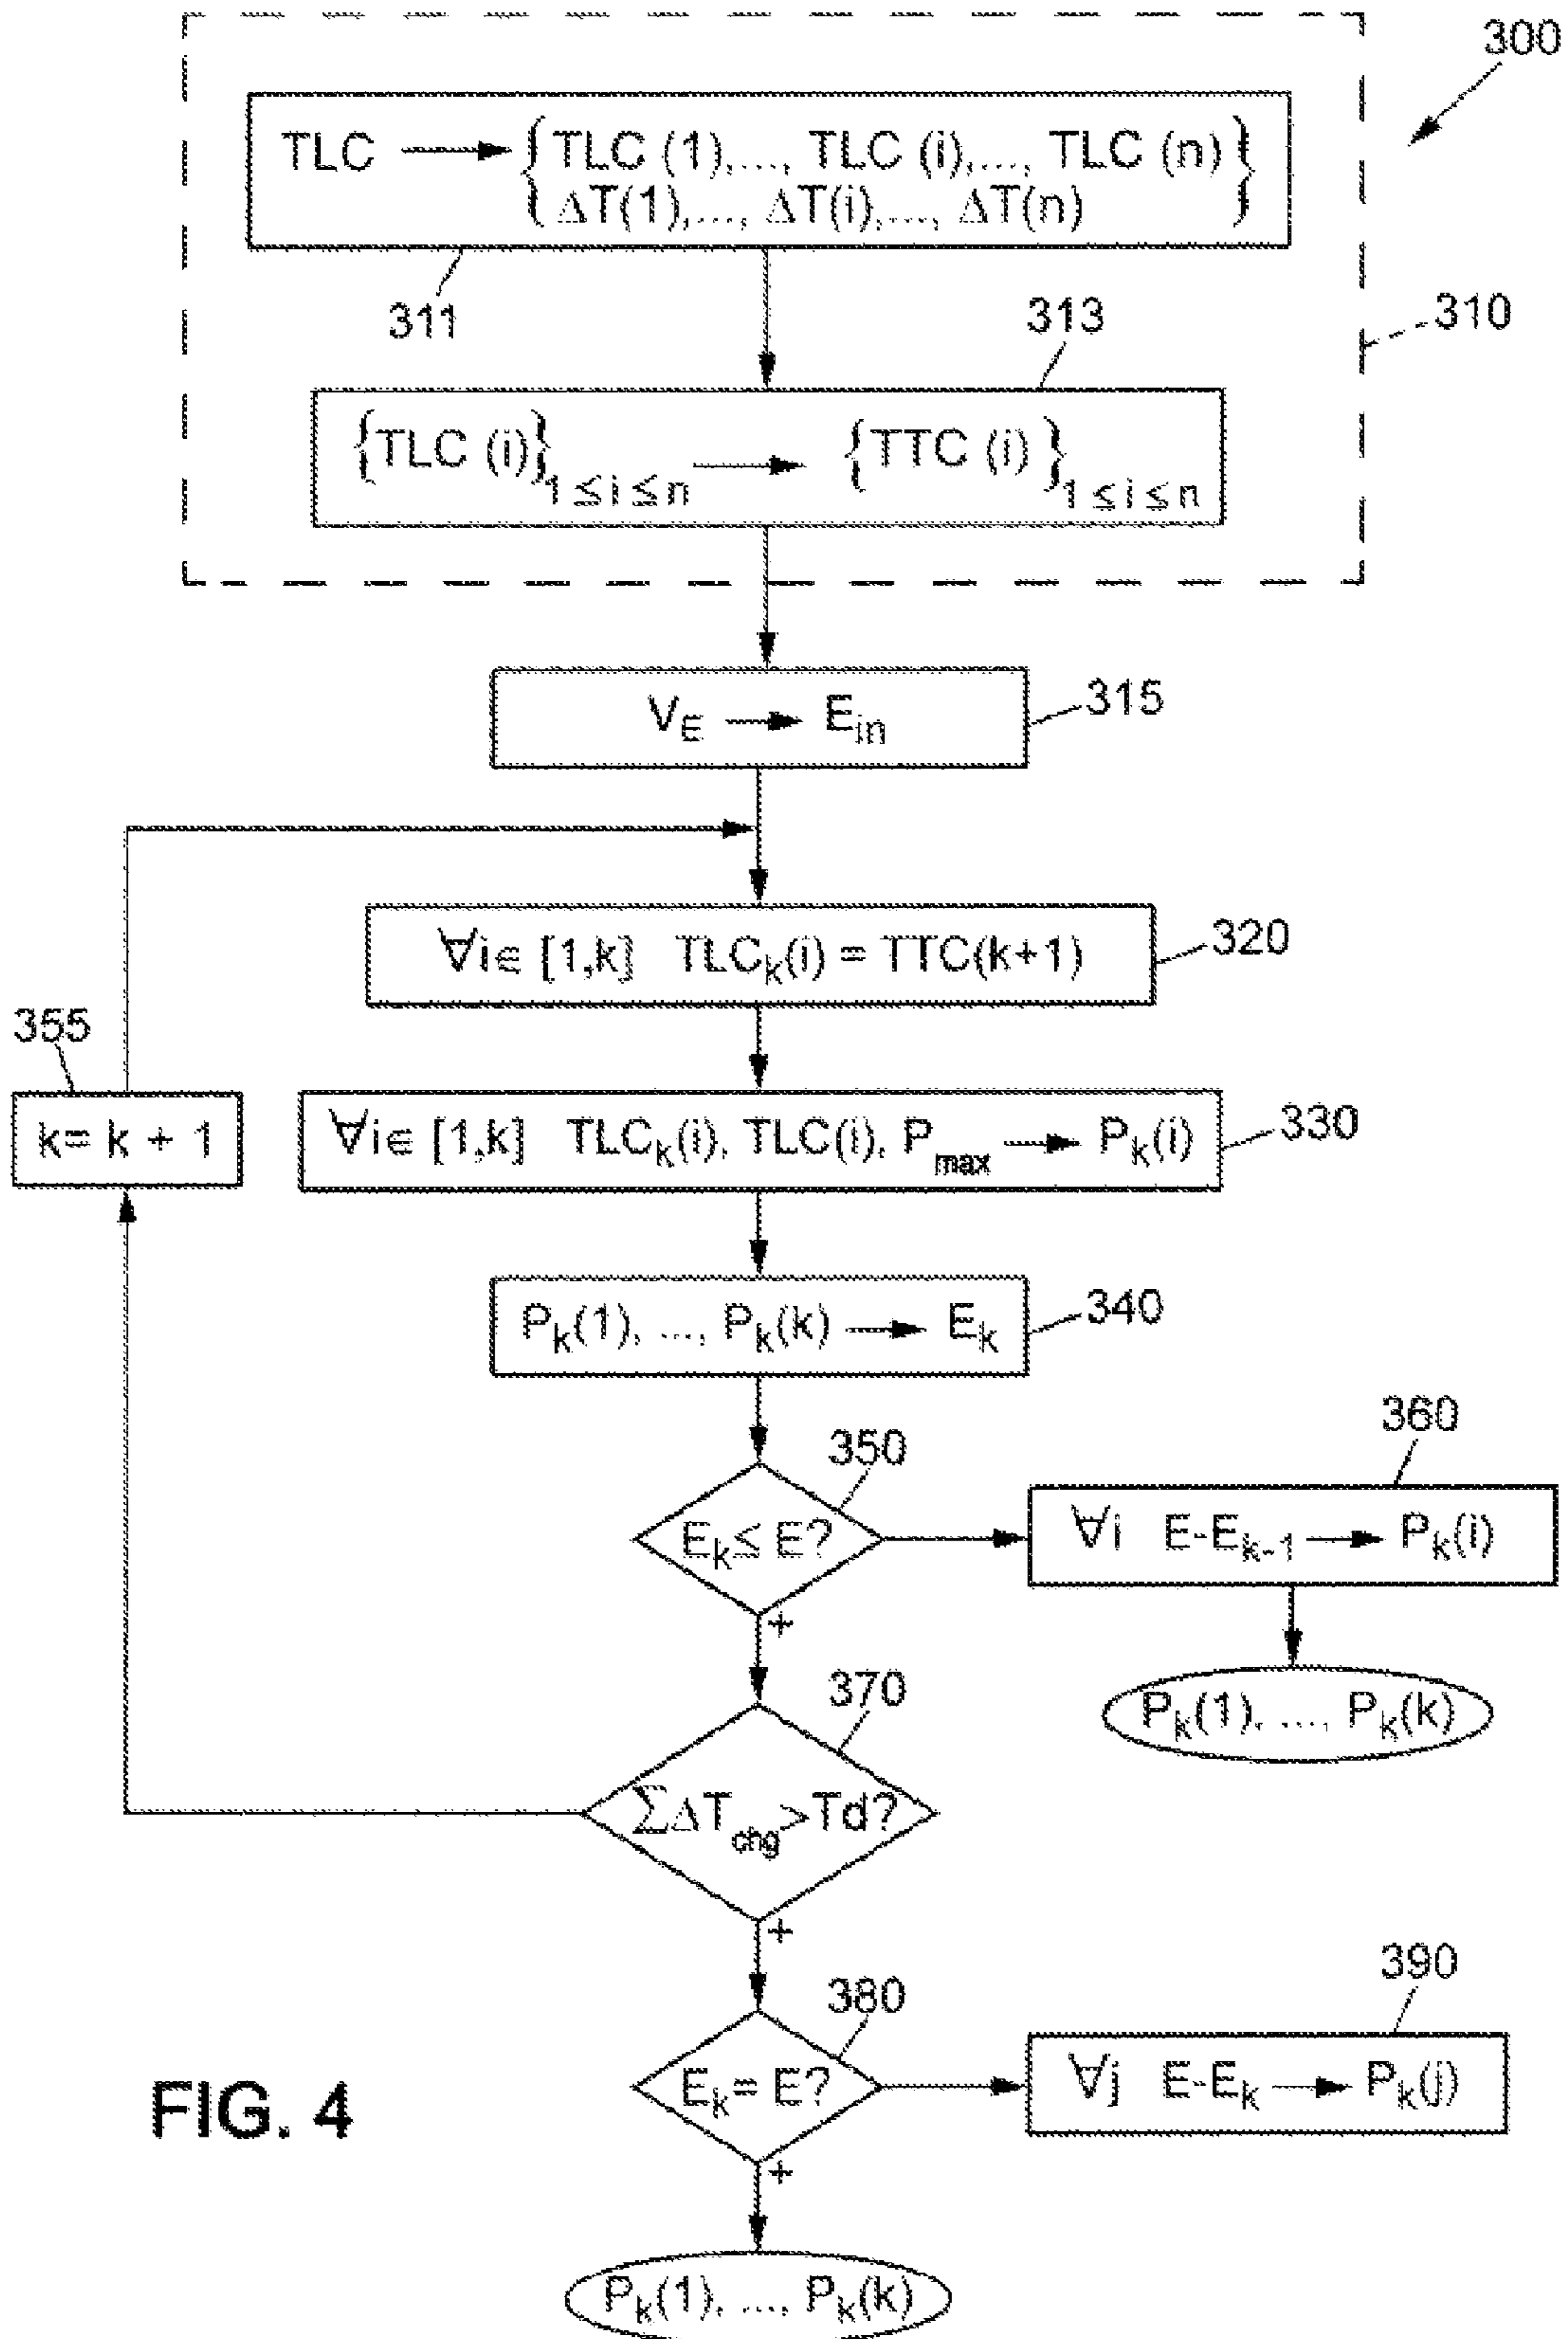 300
TLC → { TLC (1),..., TLC (i),..., TLC (n) }
{ ΔT(1),..., ΔT(i),..., ΔT(n) }
311
313
310
{TLC (i)}1 ≤ i ≤ n → {TTC (i) }1 ≤ i ≤ n
VE → Ein
315
∀i∈ [1,k] TLCk(i) = TTC(k+1)
320
355
k= k + 1
∀i∈ [1,k] TLCk(i), TLC(i), Pmax → Pk(i)
330
Pk(1), ..., Pk(k) → Ek
340
350
360
Ek ≤ E?
∀i E-Ek-1 → Pk(i)
+
370
Pk(1), ..., Pk(k)
ΣΔTchg>Td?
+
380
390
Ek= E?
∀j E-Ek → Pk(j)
FIG. 4
+
Pk(1), ..., Pk(k)